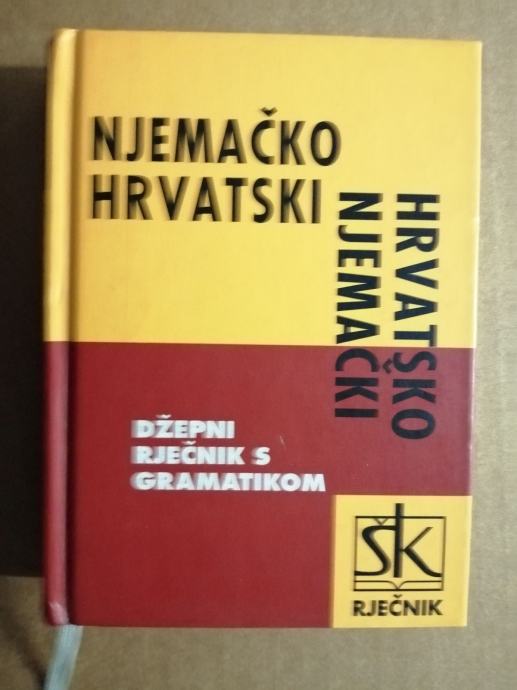 NJEMAČKO
HRVATSKI
HRVATSKO
NJEMAČKI
DŽEPNI
RJEČNIK S
GRAMATIKOM
ŠK
RJEČNIK